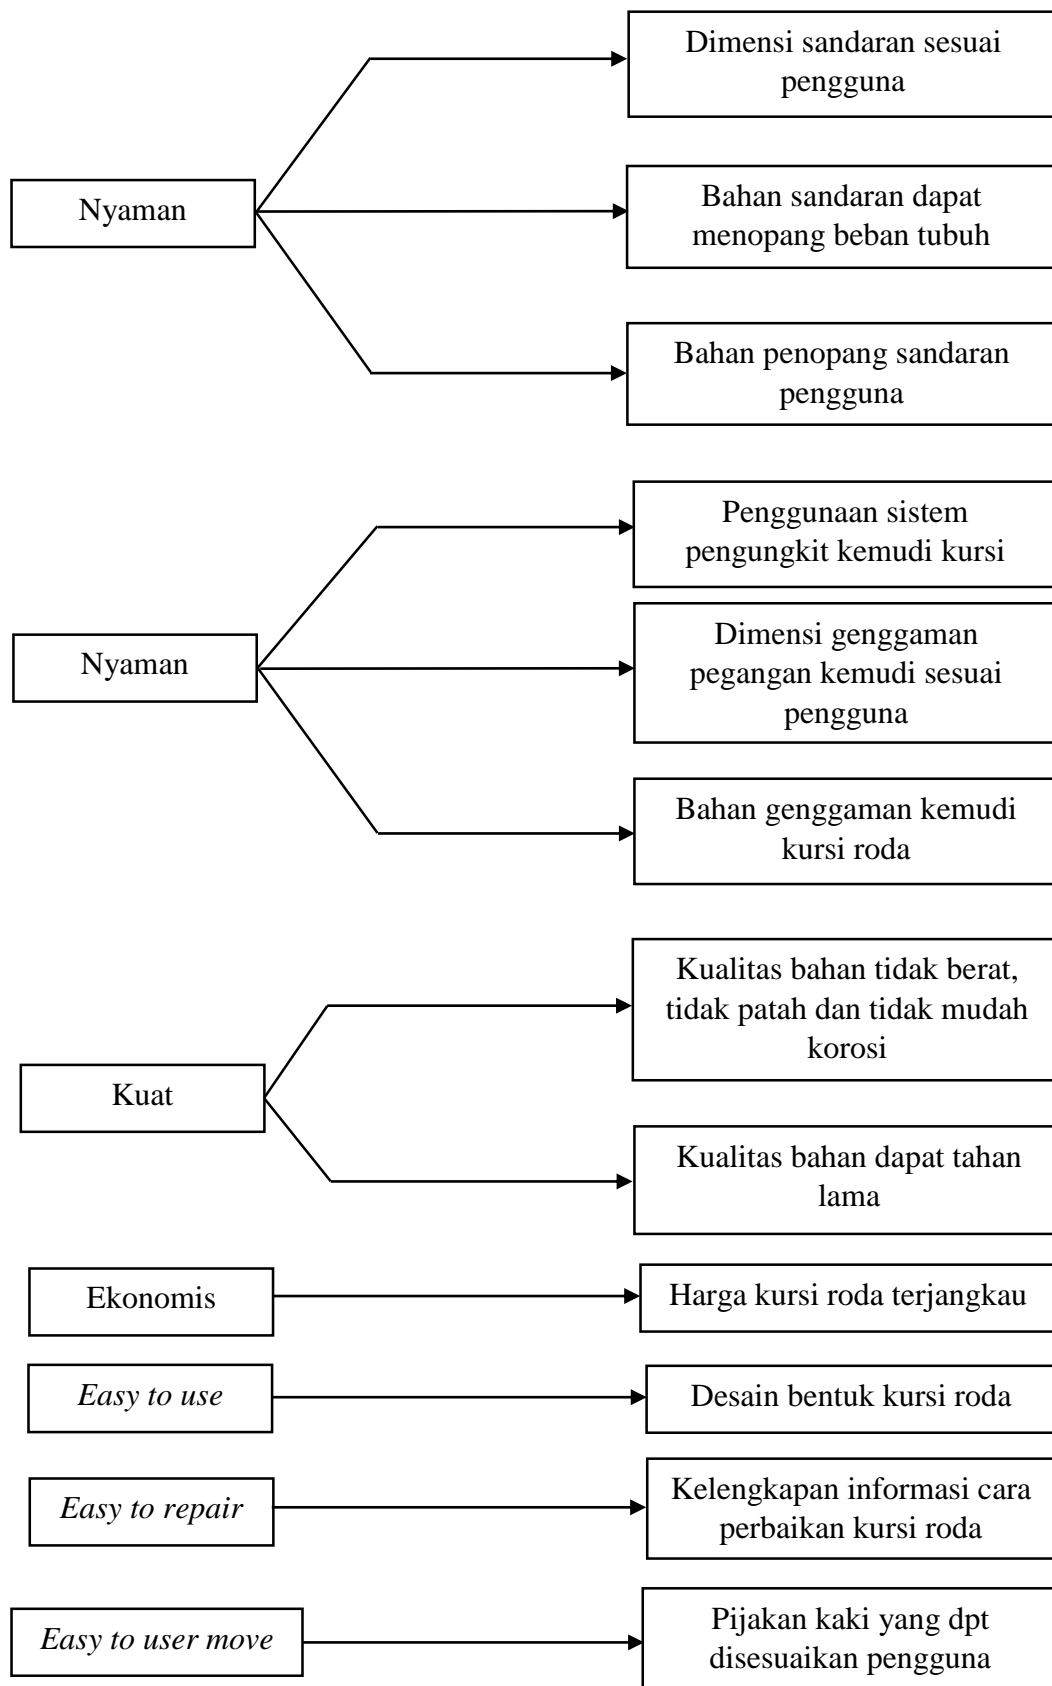 Dimensi sandaran sesuai
pengguna
Nyaman
Bahan sandaran dapat
menopang beban tubuh
Bahan penopang sandaran
pengguna
Penggunaan sistem
pengungkit kemudi kursi
Nyaman
Dimensi genggaman
pegangan kemudi sesuai
pengguna
Bahan genggaman kemudi
kursi roda
Kualitas bahan tidak berat,
tidak patah dan tidak mudah
korosi
Kuat
Kualitas bahan dapat tahan
lama
Ekonomis
Harga kursi roda terjangkau
Easy to use
Desain bentuk kursi roda
Easy to repair
Kelengkapan informasi cara
perbaikan kursi roda
Easy to user move
Pijakan kaki yang dpt
disesuaikan pengguna